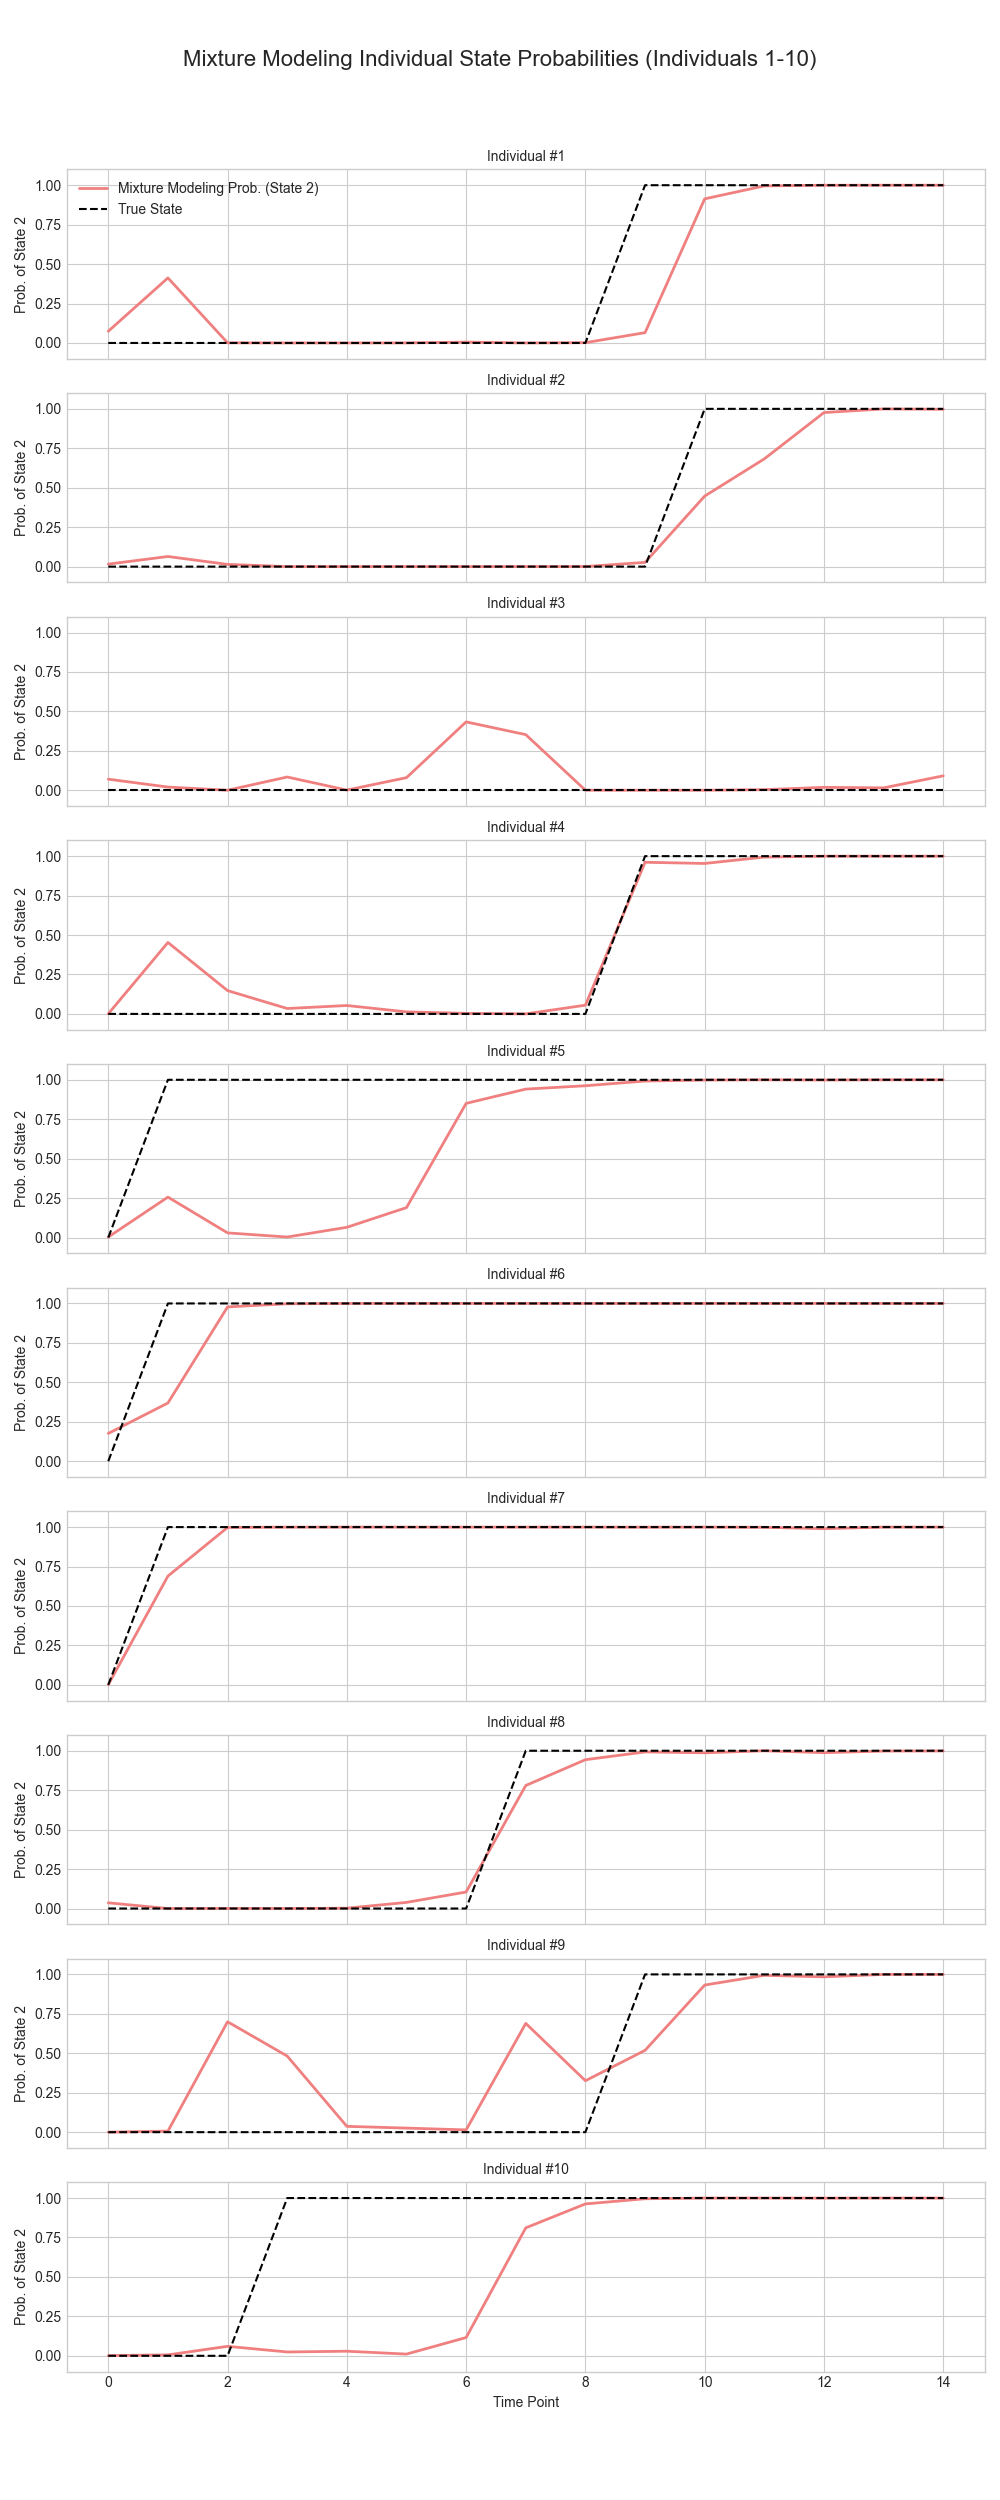 Mixture Modeling Individual State Probabilities (Individuals 1-10)
Individual #1
Mixture Modeling Prob. (State 2)
True State
1.00
0.75
0.50
0.25
0.00
Prob. of State 2
Individual #2
1.00
0.75
0.50
0.25
0.00
Prob. of State 2
Individual #3
1.00
0.75
0.50
0.25
0.00
Prob. of State 2
Individual #4
1.00
0.75
0.50
0.25
0.00
Prob. of State 2
Individual #5
1.00
0.75
0.50
0.25
0.00
Prob. of State 2
Individual #6
1.00
0.75
0.50
0.25
0.00
Prob. of State 2
Individual #7
1.00
0.75
0.50
0.25
0.00
Prob. of State 2
Individual #8
1.00
0.75
0.50
0.25
0.00
Prob. of State 2
Individual #9
1.00
0.75
0.50
0.25
0.00
Prob. of State 2
Individual #10
1.00
0.75
0.50
0.25
0.00
Prob. of State 2
0 2 4 6 8 10 12 14
Time Point